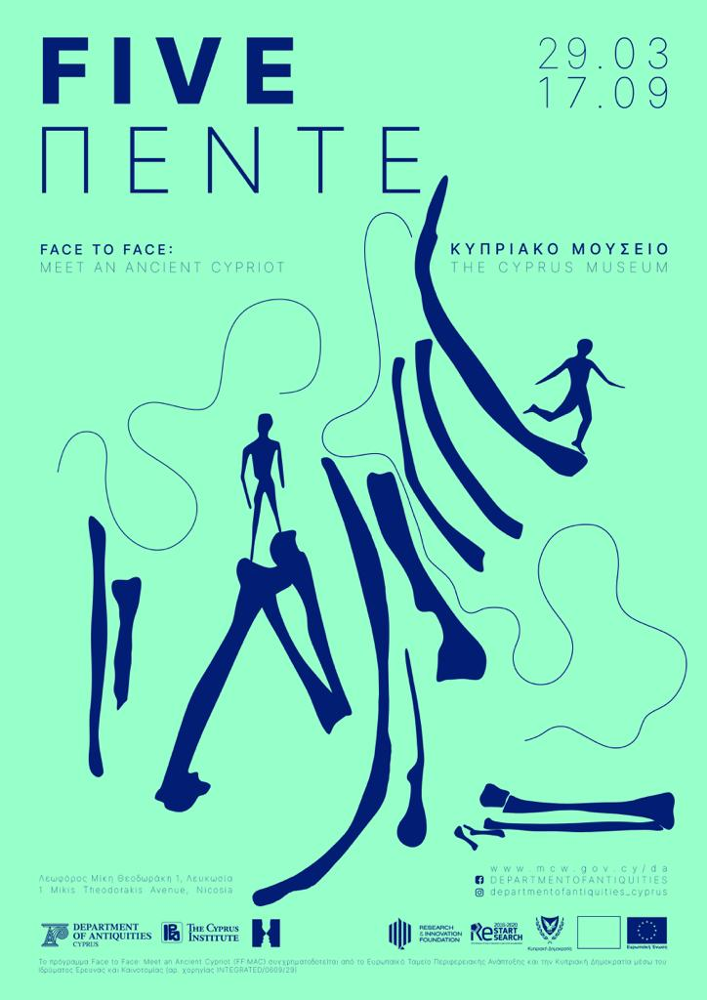 FIVE
ΠΕΝΤΕ
29.03
17.09
FACE TO FACE:
MEET AN ANCIENT CYPRIOT
ΚΥΠΡΙΑΚΟ ΜΟΥΣΕΙΟ
THE CYPRUS MUSEUM
Λεωφόρος Μίκη Θεοδωράκη 1, Λευκωσία
1 Mikis Theodorakis Avenue, Nicosia
www.mcw.gov.cy/da
DEPARTMENTOFANTIQUITIES
departmentofantiquities_cyprus
DEPARTMENT
OF ANTIQUITIES
CYPRUS
THE CYPRUS
INSTITUTE
RESEARCH
& INNOVATION
FOUNDATION
2016-2020
RESTART
SEARCH
Κυπριακή Δημοκρατία
Ευρωπαϊκή Ένωση
Το πρόγραμμα Face to Face: Meet an Ancient Cypriot (FF:MAC) συγχρηματοδοτείται από το Ευρωπαϊκό Ταμείο Περιφερειακής Ανάπτυξης και την Κυπριακή Δημοκρατία μέσω του
Ιδρύματος Έρευνας και Καινοτομίας (αρ. χορηγίας INTEGRATED/0609/29)